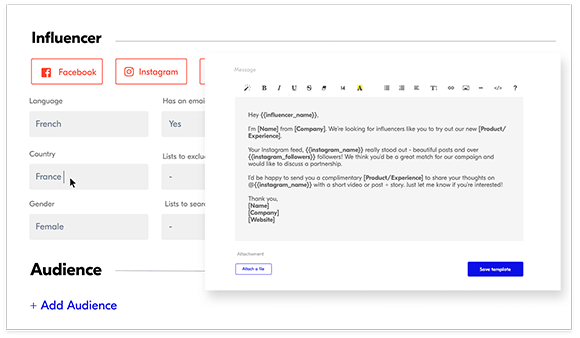 Influencer
Facebook
Instagram
Language
Has an emai
French
Yes
Country
Lists to exclu
France
-
Gender
Lists to sear
Female
-
Audience
+ Add Audience
Message
B I U S 14 A T </> ?
Hey {{influencer_name}},
I'm [Name] from [Company]. We're looking for influencers like you to try out our new [Product/
Experience].
Your Instagram feed, {{instagram_name}} really stood out - beautiful posts and over
{{instagram_followers}} followers! We think you'd be a great match for our campaign and
would like to discuss a partnership.
I'd be happy to send you a complimentary [Product/Experience] to share your thoughts on
@{{instagram_name}} with a short video or post + story. Just let me know if you're interested!
Thank you,
[Name]
[Company]
[Website]
Attachement
Attach a file
Save template